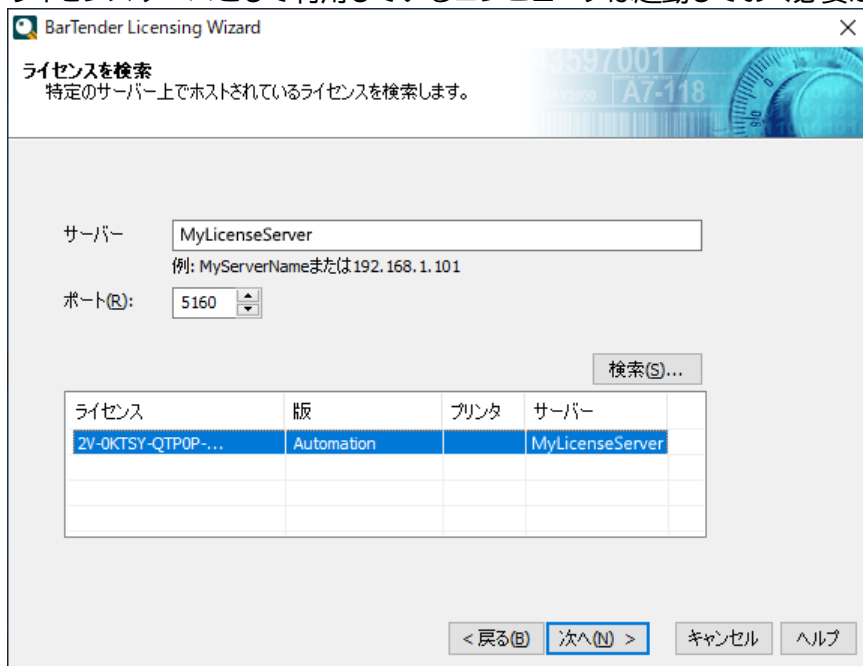 BarTender Licensing Wizard
ライセンスを検索
特定のサーバー上でホストされているライセンスを検索します。
3597001
A7-118
サーバー
MyLicenseServer
例: MyServerNameまたは192.168.1.101
ポート(R):
5160
検索(S)...
ライセンス 版 プリンタ サーバー
2V-0KTSY-QTP0P-... Automation MyLicenseServer
< 戻る(B) 次へ(N) > キャンセル ヘルプ